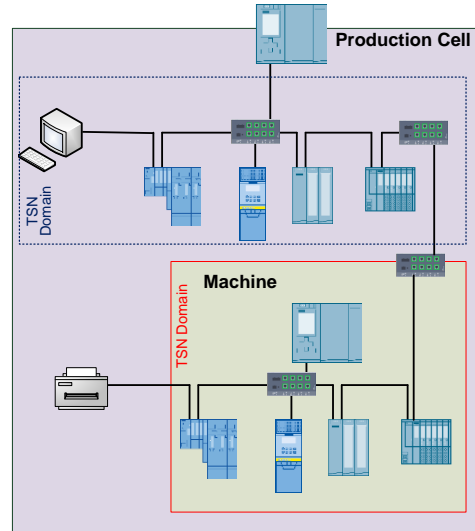 Production Cell
TSN
Domain
Machine
TSN Domain